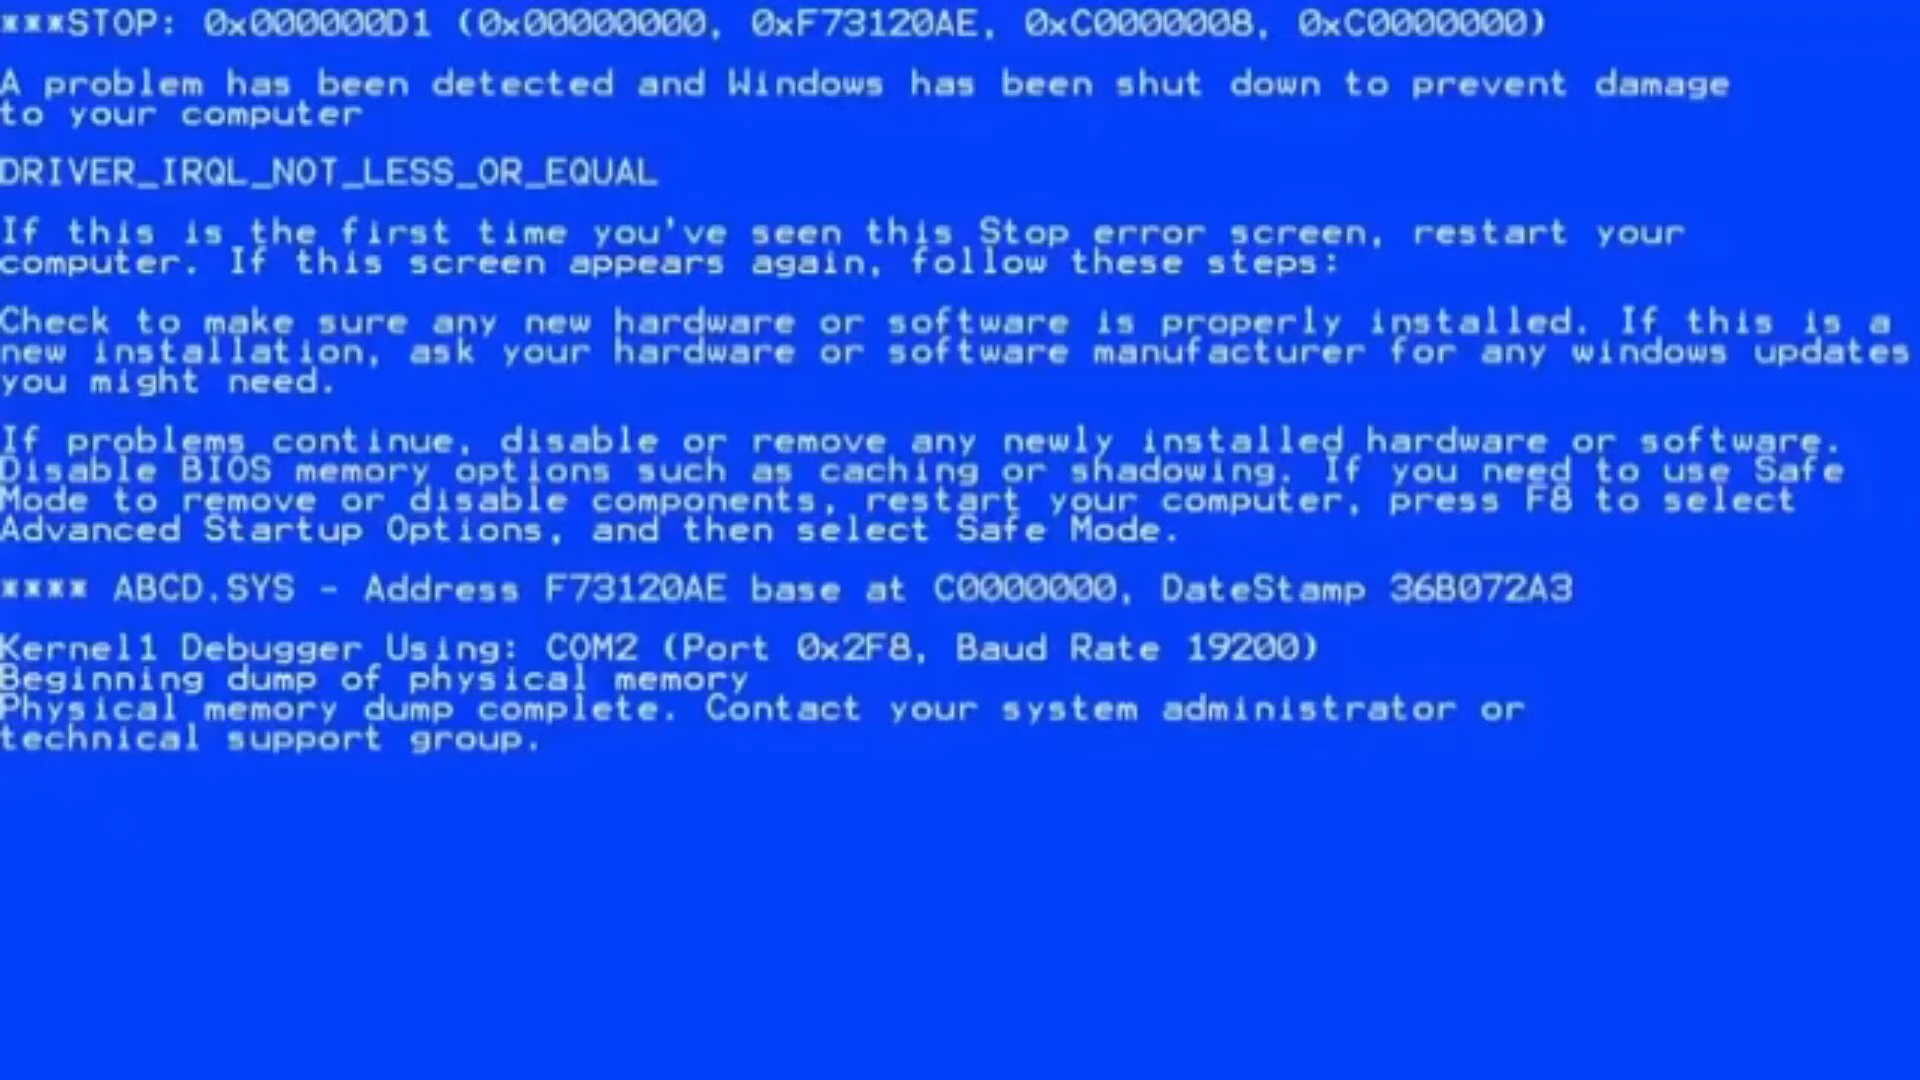 ***STOP: 0x000000D1 (0x00000000, 0xF73120AE, 0xC0000008, 0xC0000000)
A problem has been detected and Windows has been shut down to prevent damage
to your computer
DRIVER_IRQL_NOT_LESS_OR_EQUAL
If this is the first time you've seen this Stop error screen, restart your
computer. If this screen appears again, follow these steps:
Check to make sure any new hardware or software is properly installed. If this is a
new installation, ask your hardware or software manufacturer for any windows updates
you might need.
If problems continue, disable or remove any newly installed hardware or software.
Disable BIOS memory options such as caching or shadowing. If you need to use Safe
Mode to remove or disable components, restart your computer, press F8 to select
Advanced Startup Options, and then select Safe Mode.
**** ABCD.SYS - Address F73120AE base at C0000000, DateStamp 36B072A3
Kernel1 Debugger Using: COM2 (Port 0x2F8, Baud Rate 19200)
Beginning dump of physical memory
Physical memory dump complete. Contact your system administrator or
technical support group.